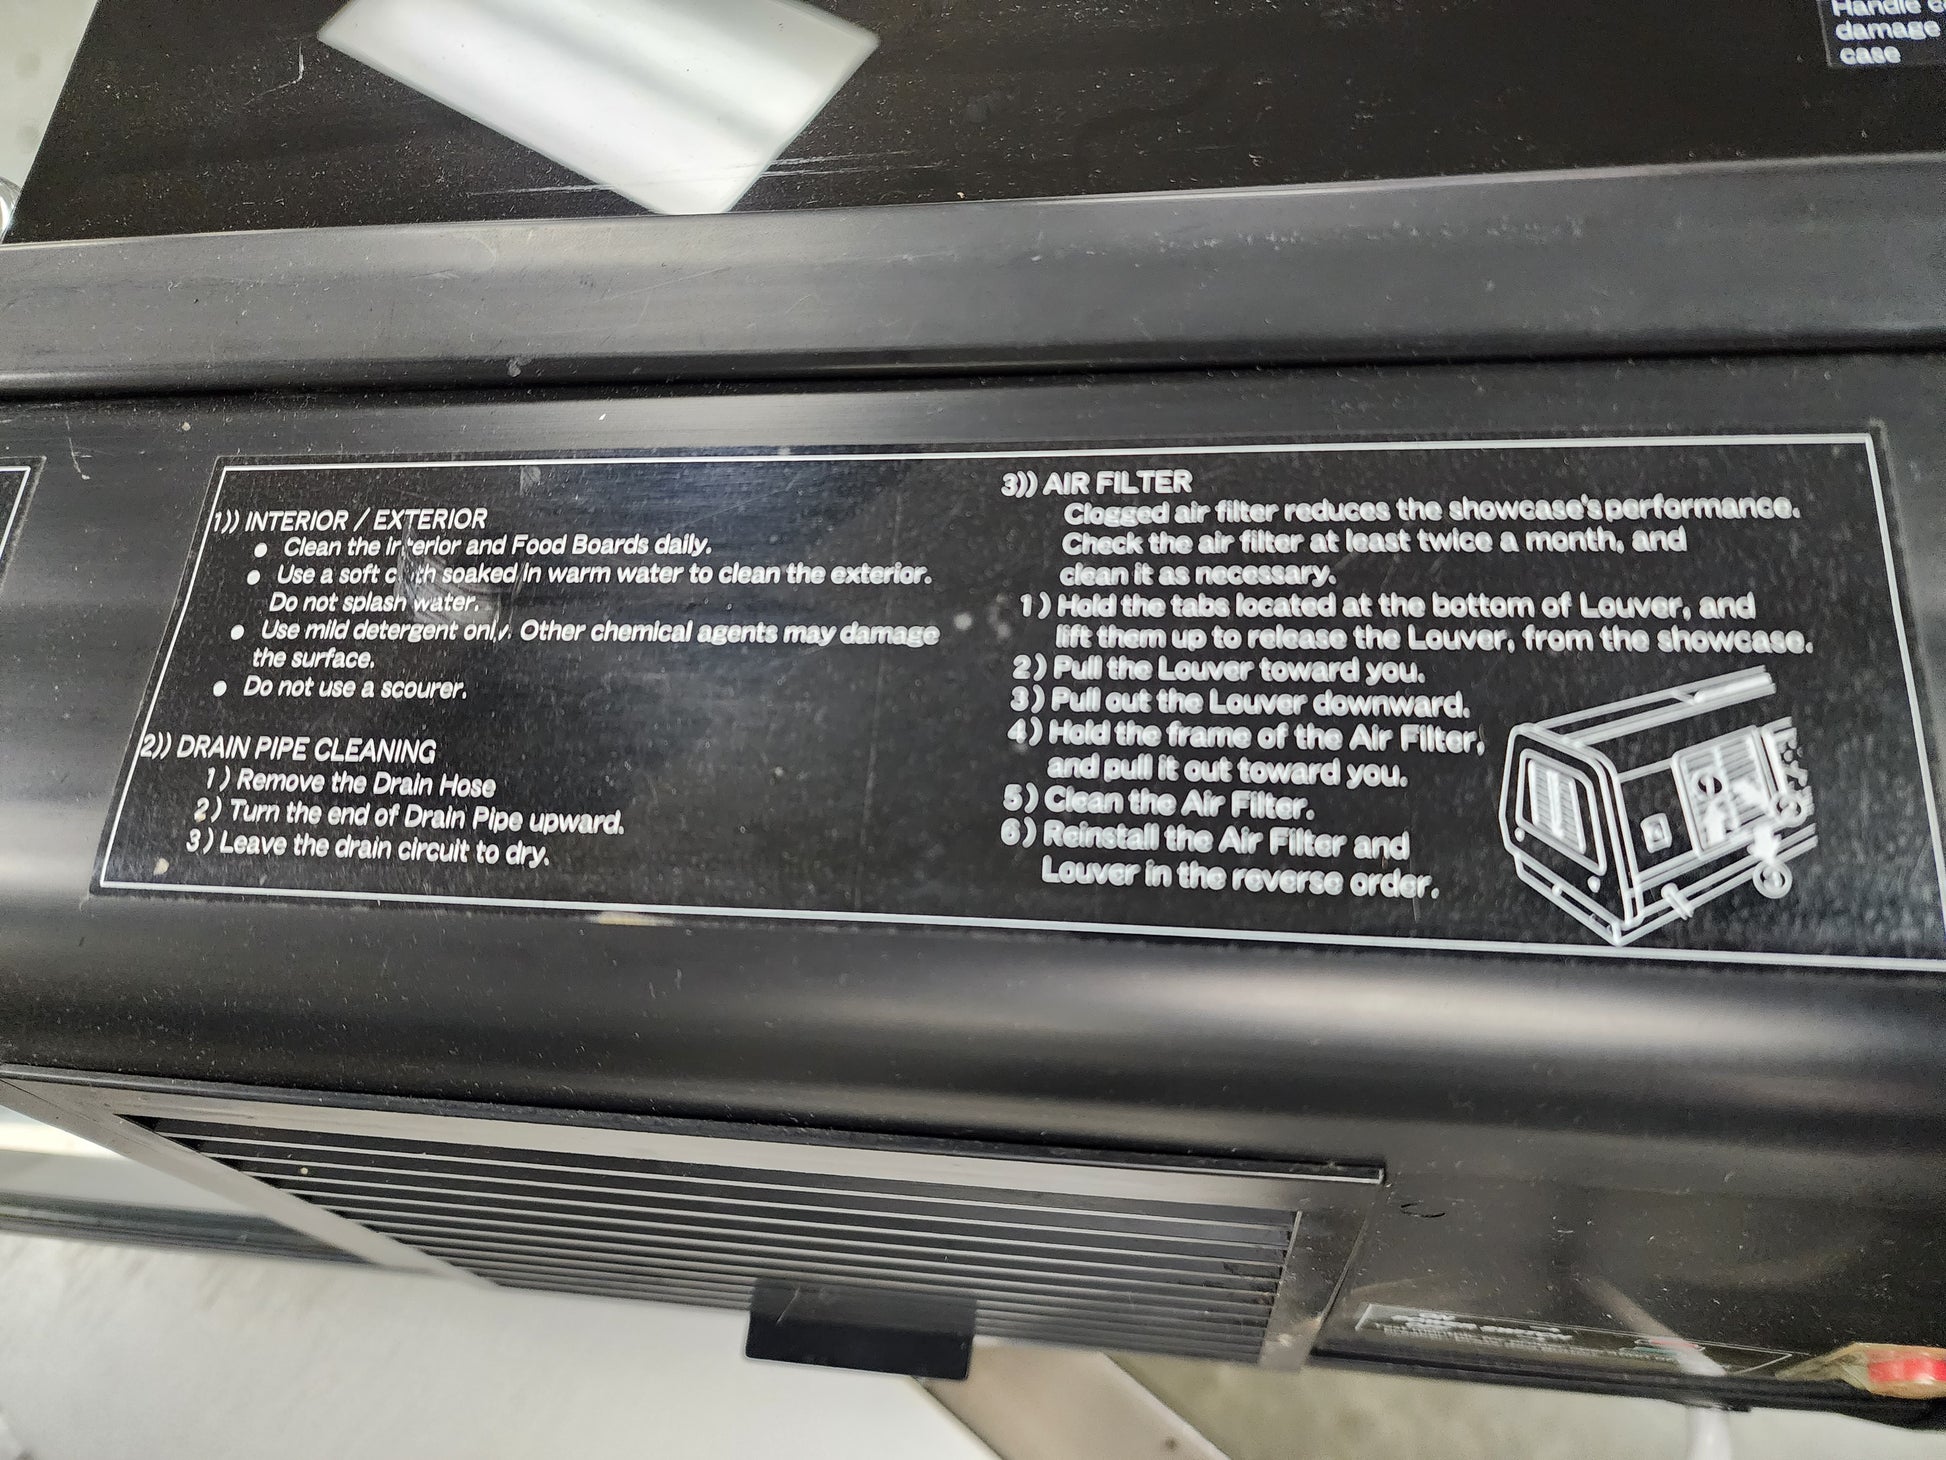 Handle
damage
case
1)) INTERIOR / EXTERIOR
● Clean the interior and Food Boards daily.
● Use a soft cloth soaked in warm water to clean the exterior.
Do not splash water.
● Use mild detergent only. Other chemical agents may damage
the surface.
● Do not use a scourer.
2)) DRAIN PIPE CLEANING
1) Remove the Drain Hose
2) Turn the end of Drain Pipe upward.
3) Leave the drain circuit to dry.
3)) AIR FILTER
Clogged air filter reduces the showcase's performance.
Check the air filter at least twice a month, and
clean it as necessary.
1) Hold the tabs located at the bottom of Louver, and
lift them up to release the Louver, from the showcase.
2) Pull the Louver toward you.
3) Pull out the Louver downward.
4) Hold the frame of the Air Filter,
and pull it out toward you.
5) Clean the Air Filter.
6) Reinstall the Air Filter and
Louver in the reverse order.